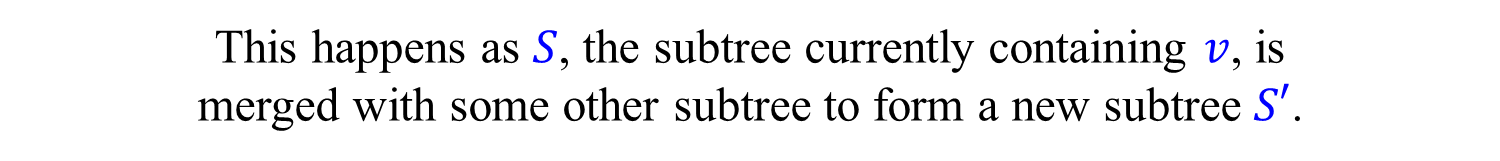 This happens as S, the subtree currently containing v, is
merged with some other subtree to form a new subtree S′.